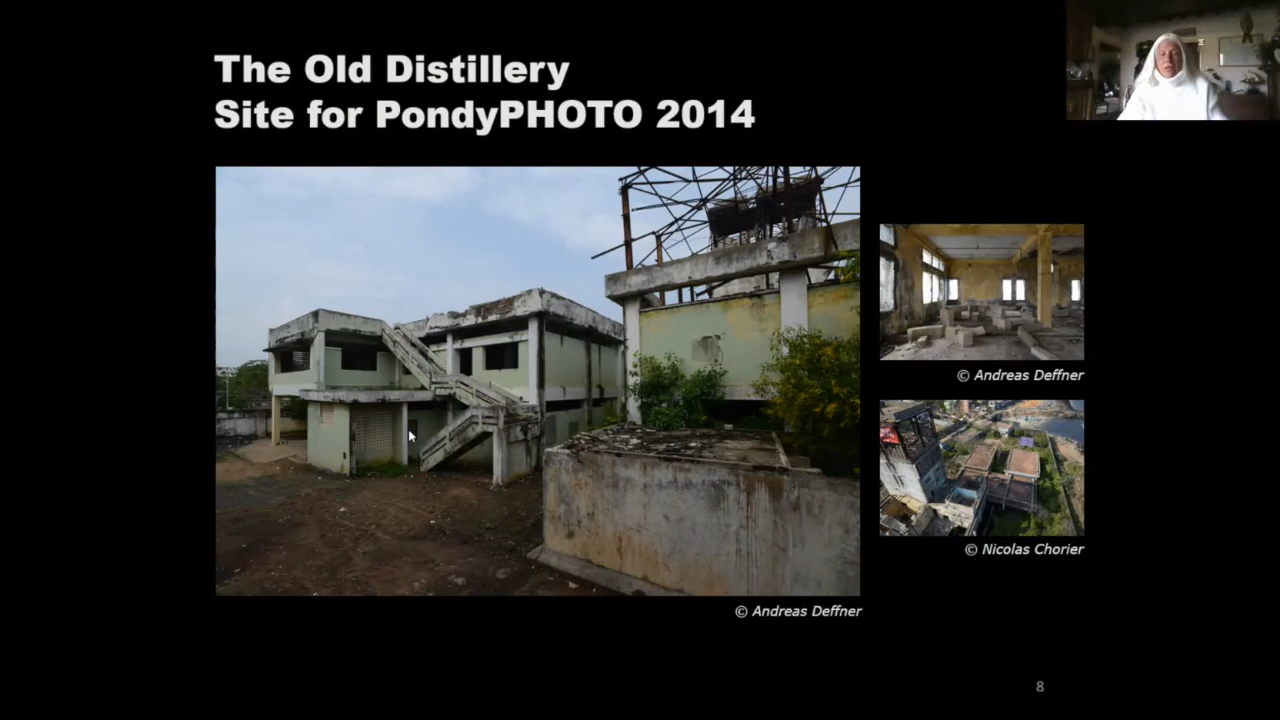 The Old Distillery
Site for PondyPHOTO 2014
© Andreas Deffner
© Nicolas Chorier
© Andreas Deffner
8